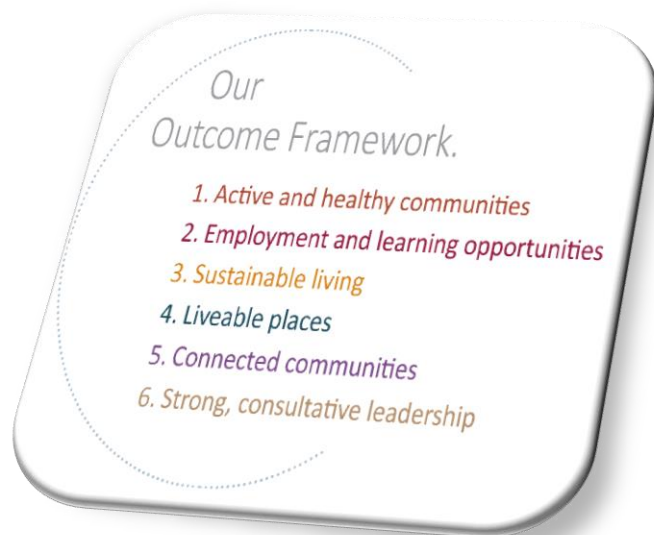 Our
Outcome Framework.
1. Active and healthy communities
2. Employment and learning opportunities
3. Sustainable living
4. Liveable places
5. Connected communities
6. Strong, consultative leadership